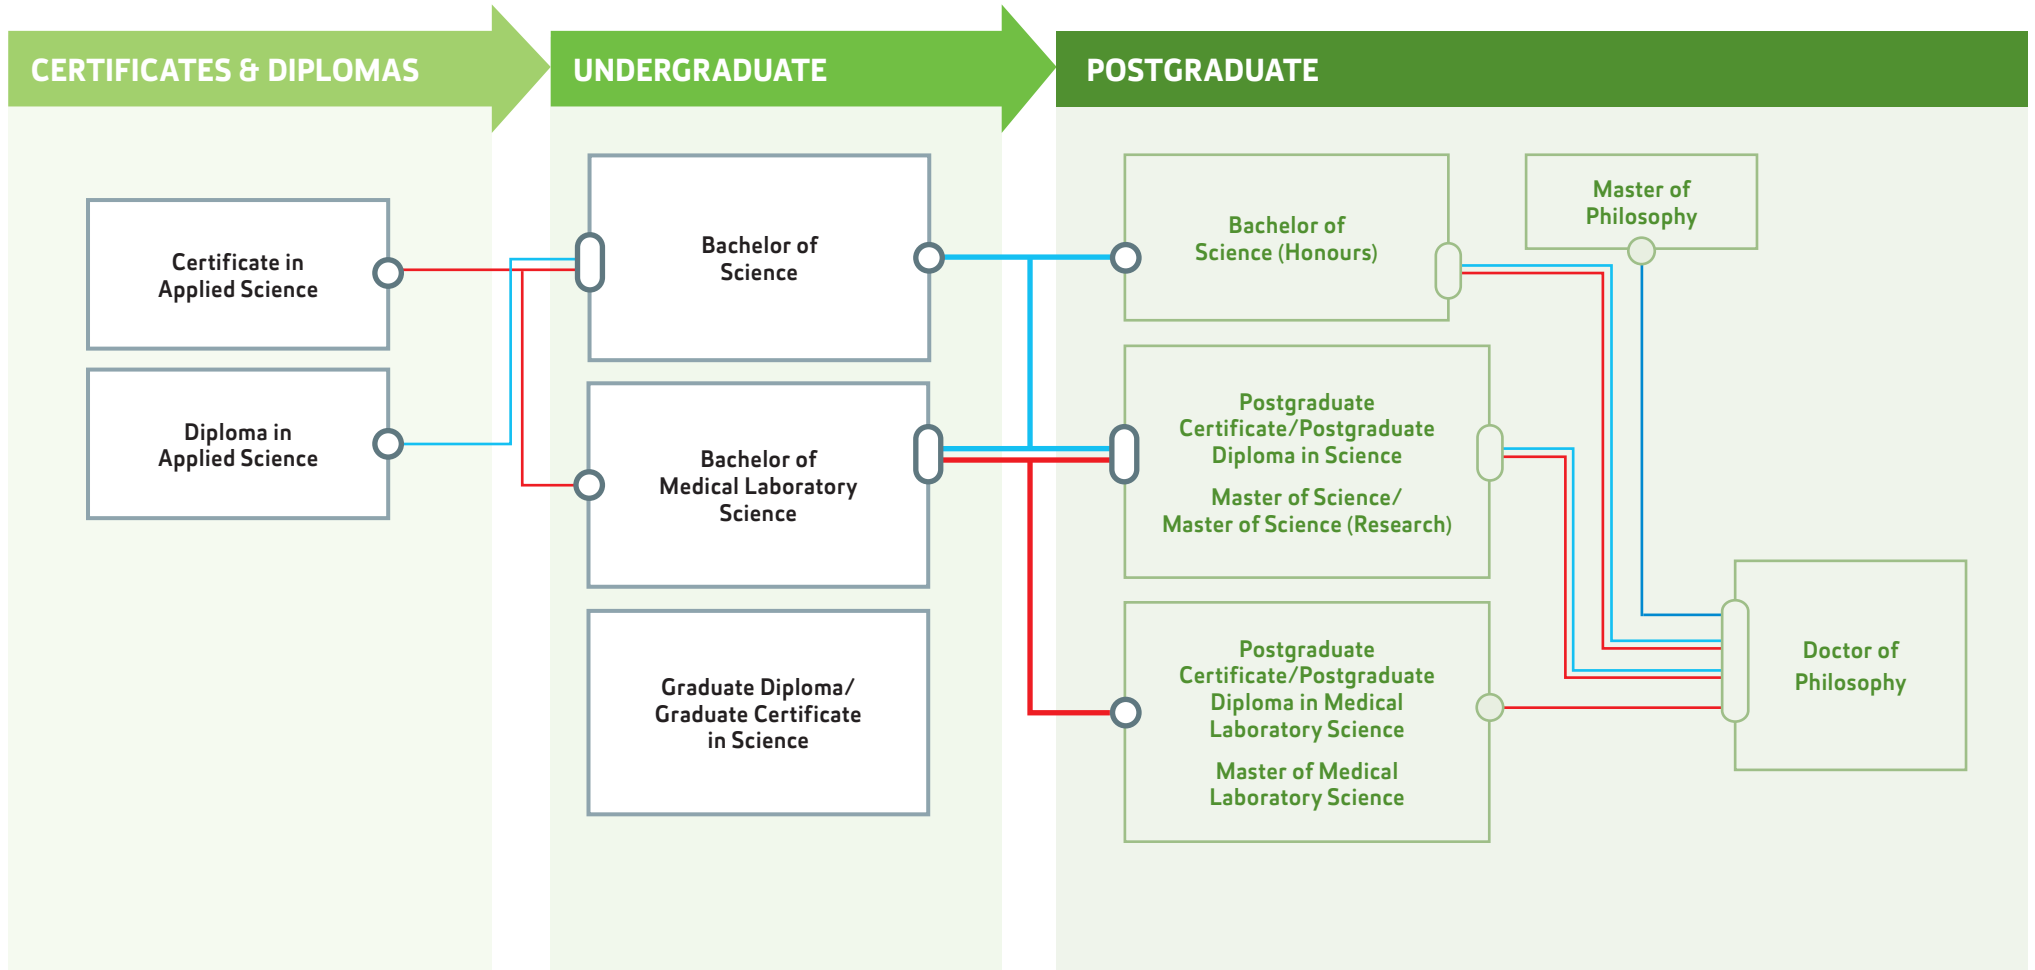 CERTIFICATES & DIPLOMAS
UNDERGRADUATE
POSTGRADUATE
Certificate in
Applied Science
Diploma in
Applied Science
Bachelor of
Science
Bachelor of
Medical Laboratory
Science
Graduate Diploma/
Graduate Certificate
in Science
Bachelor of
Science (Honours)
Master of
Philosophy
Postgraduate
Certificate/Postgraduate
Diploma in Science
Master of Science/
Master of Science (Research)
Postgraduate
Certificate/Postgraduate
Diploma in Medical
Laboratory Science
Master of Medical
Laboratory Science
Doctor of
Philosophy